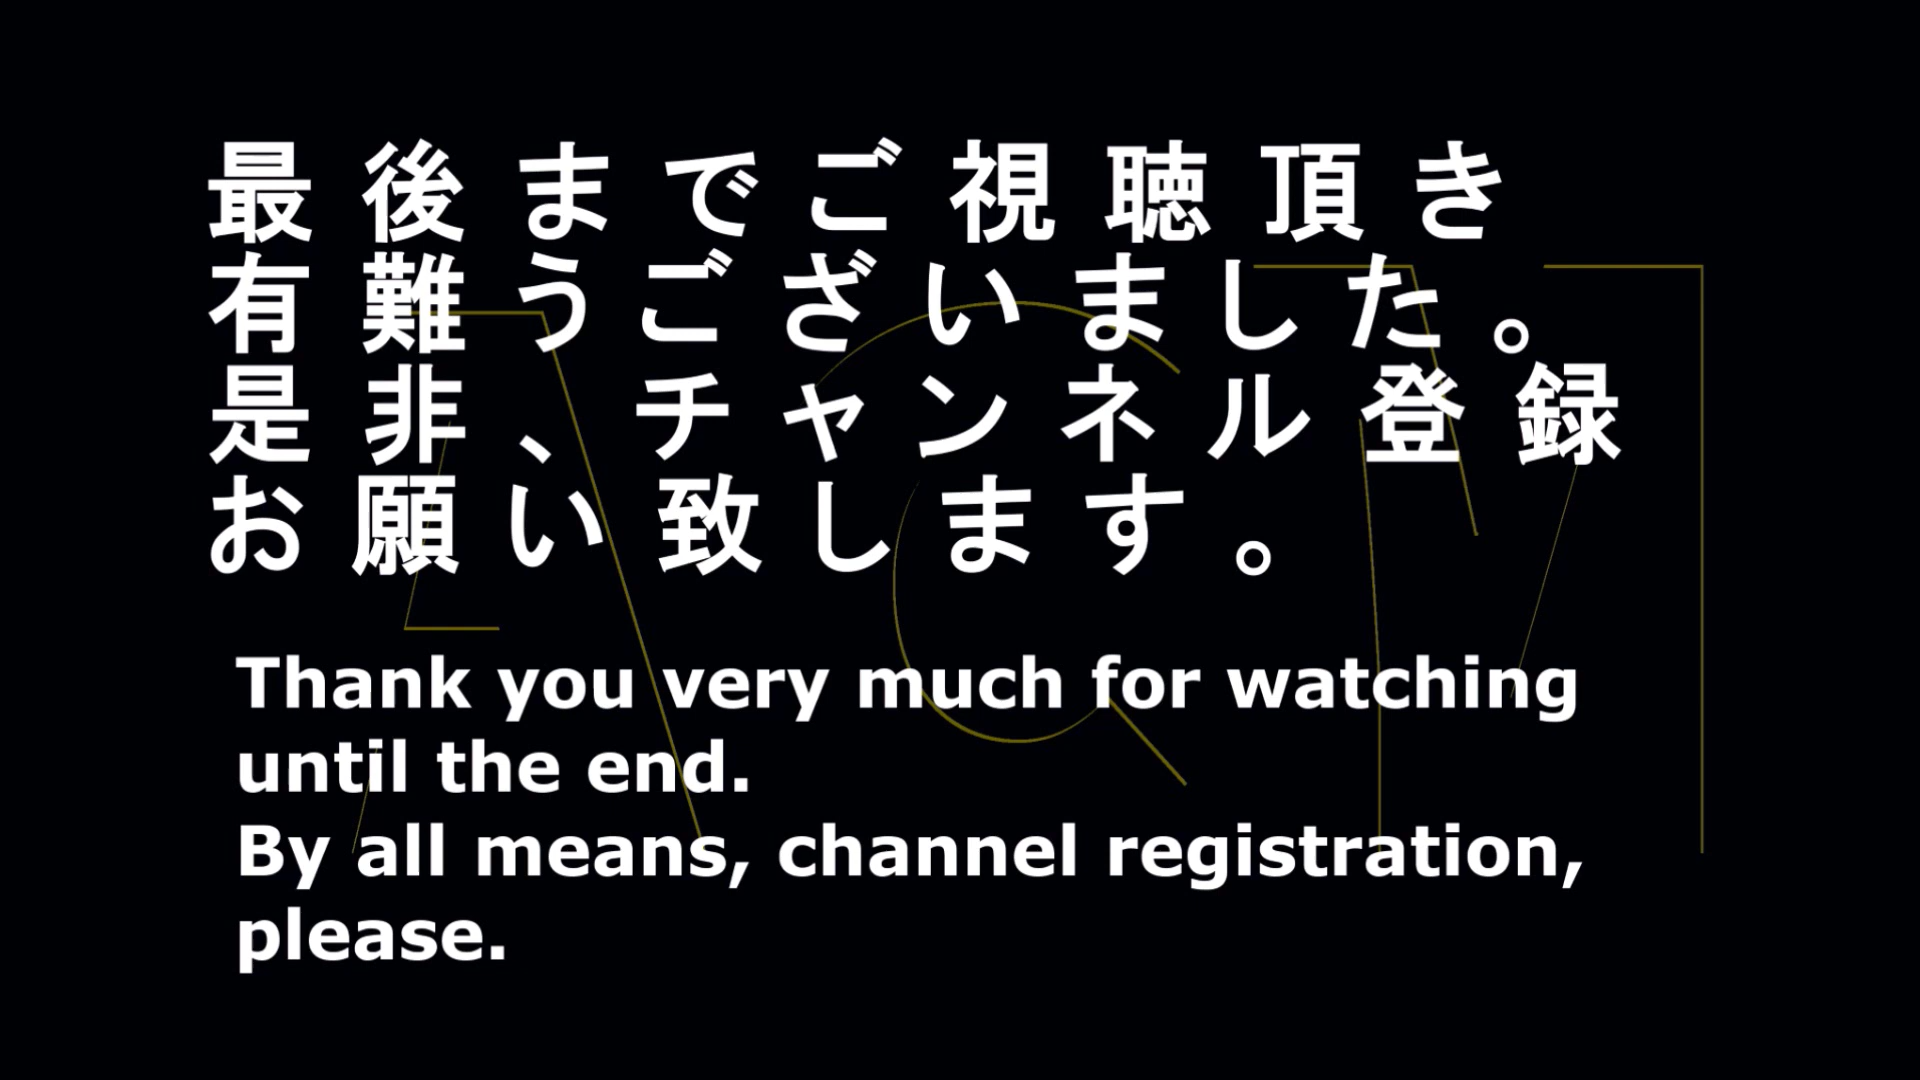 最後までご視聴頂き
有難うございました。
是非、チャンネル登録
お願い致します。
Thank you very much for watching
until the end.
By all means, channel registration,
please.